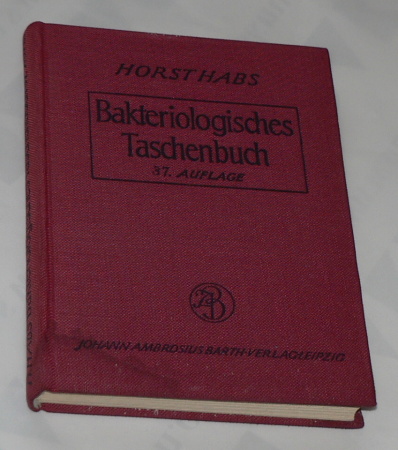 HORST HABS
Bakteriologisches
Taschenbuch
37. AUFLAGE
JOHANN AMBROSIUS BARTH-VERLAG LEIPZIG